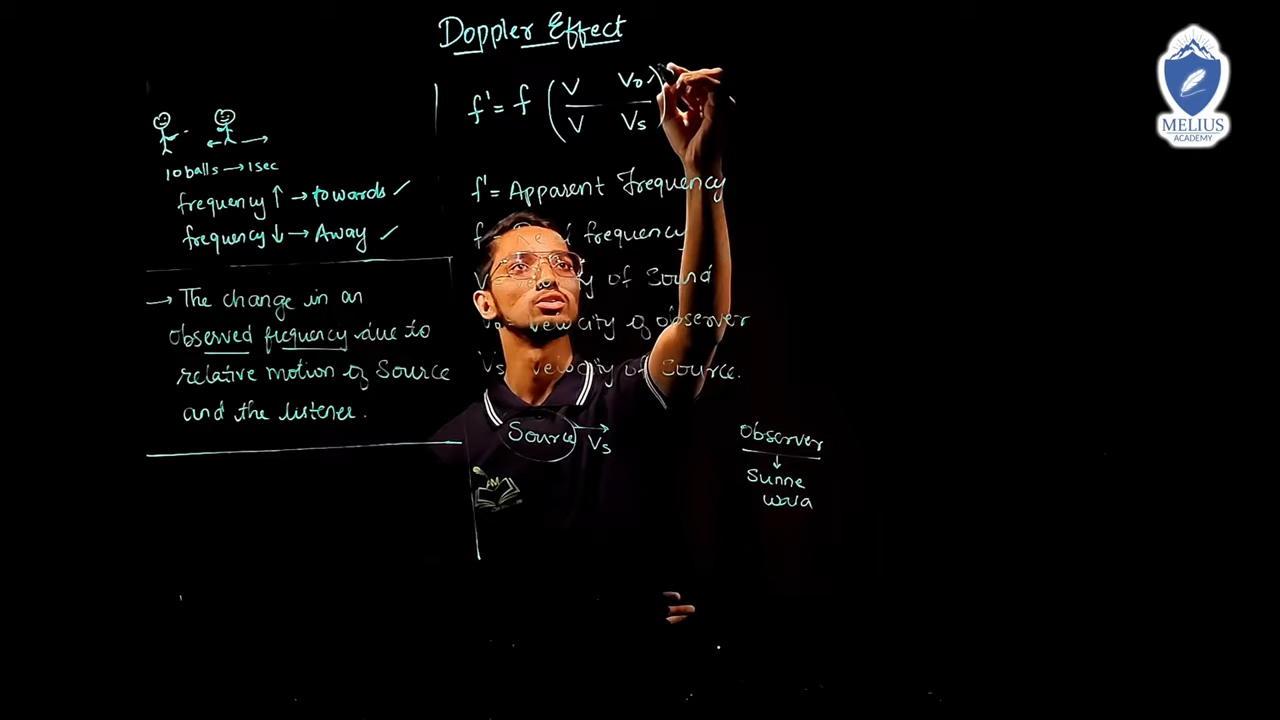 Doppler Effect
f' = f ( V Vo / V Vs )
10 balls → 1 sec
frequency ↑ → towards ✓
frequency ↓ → Away ✓
→ The change in an
observed frequency due to
relative motion of Source
and the listener.
f' = Apparent Frequency
f = frequency
of Sound
velocity of observer
Vs velocity of Source.
Source → Vs
Observer
↓
Sunne
wala
AM
MELIUS
ACADEMY